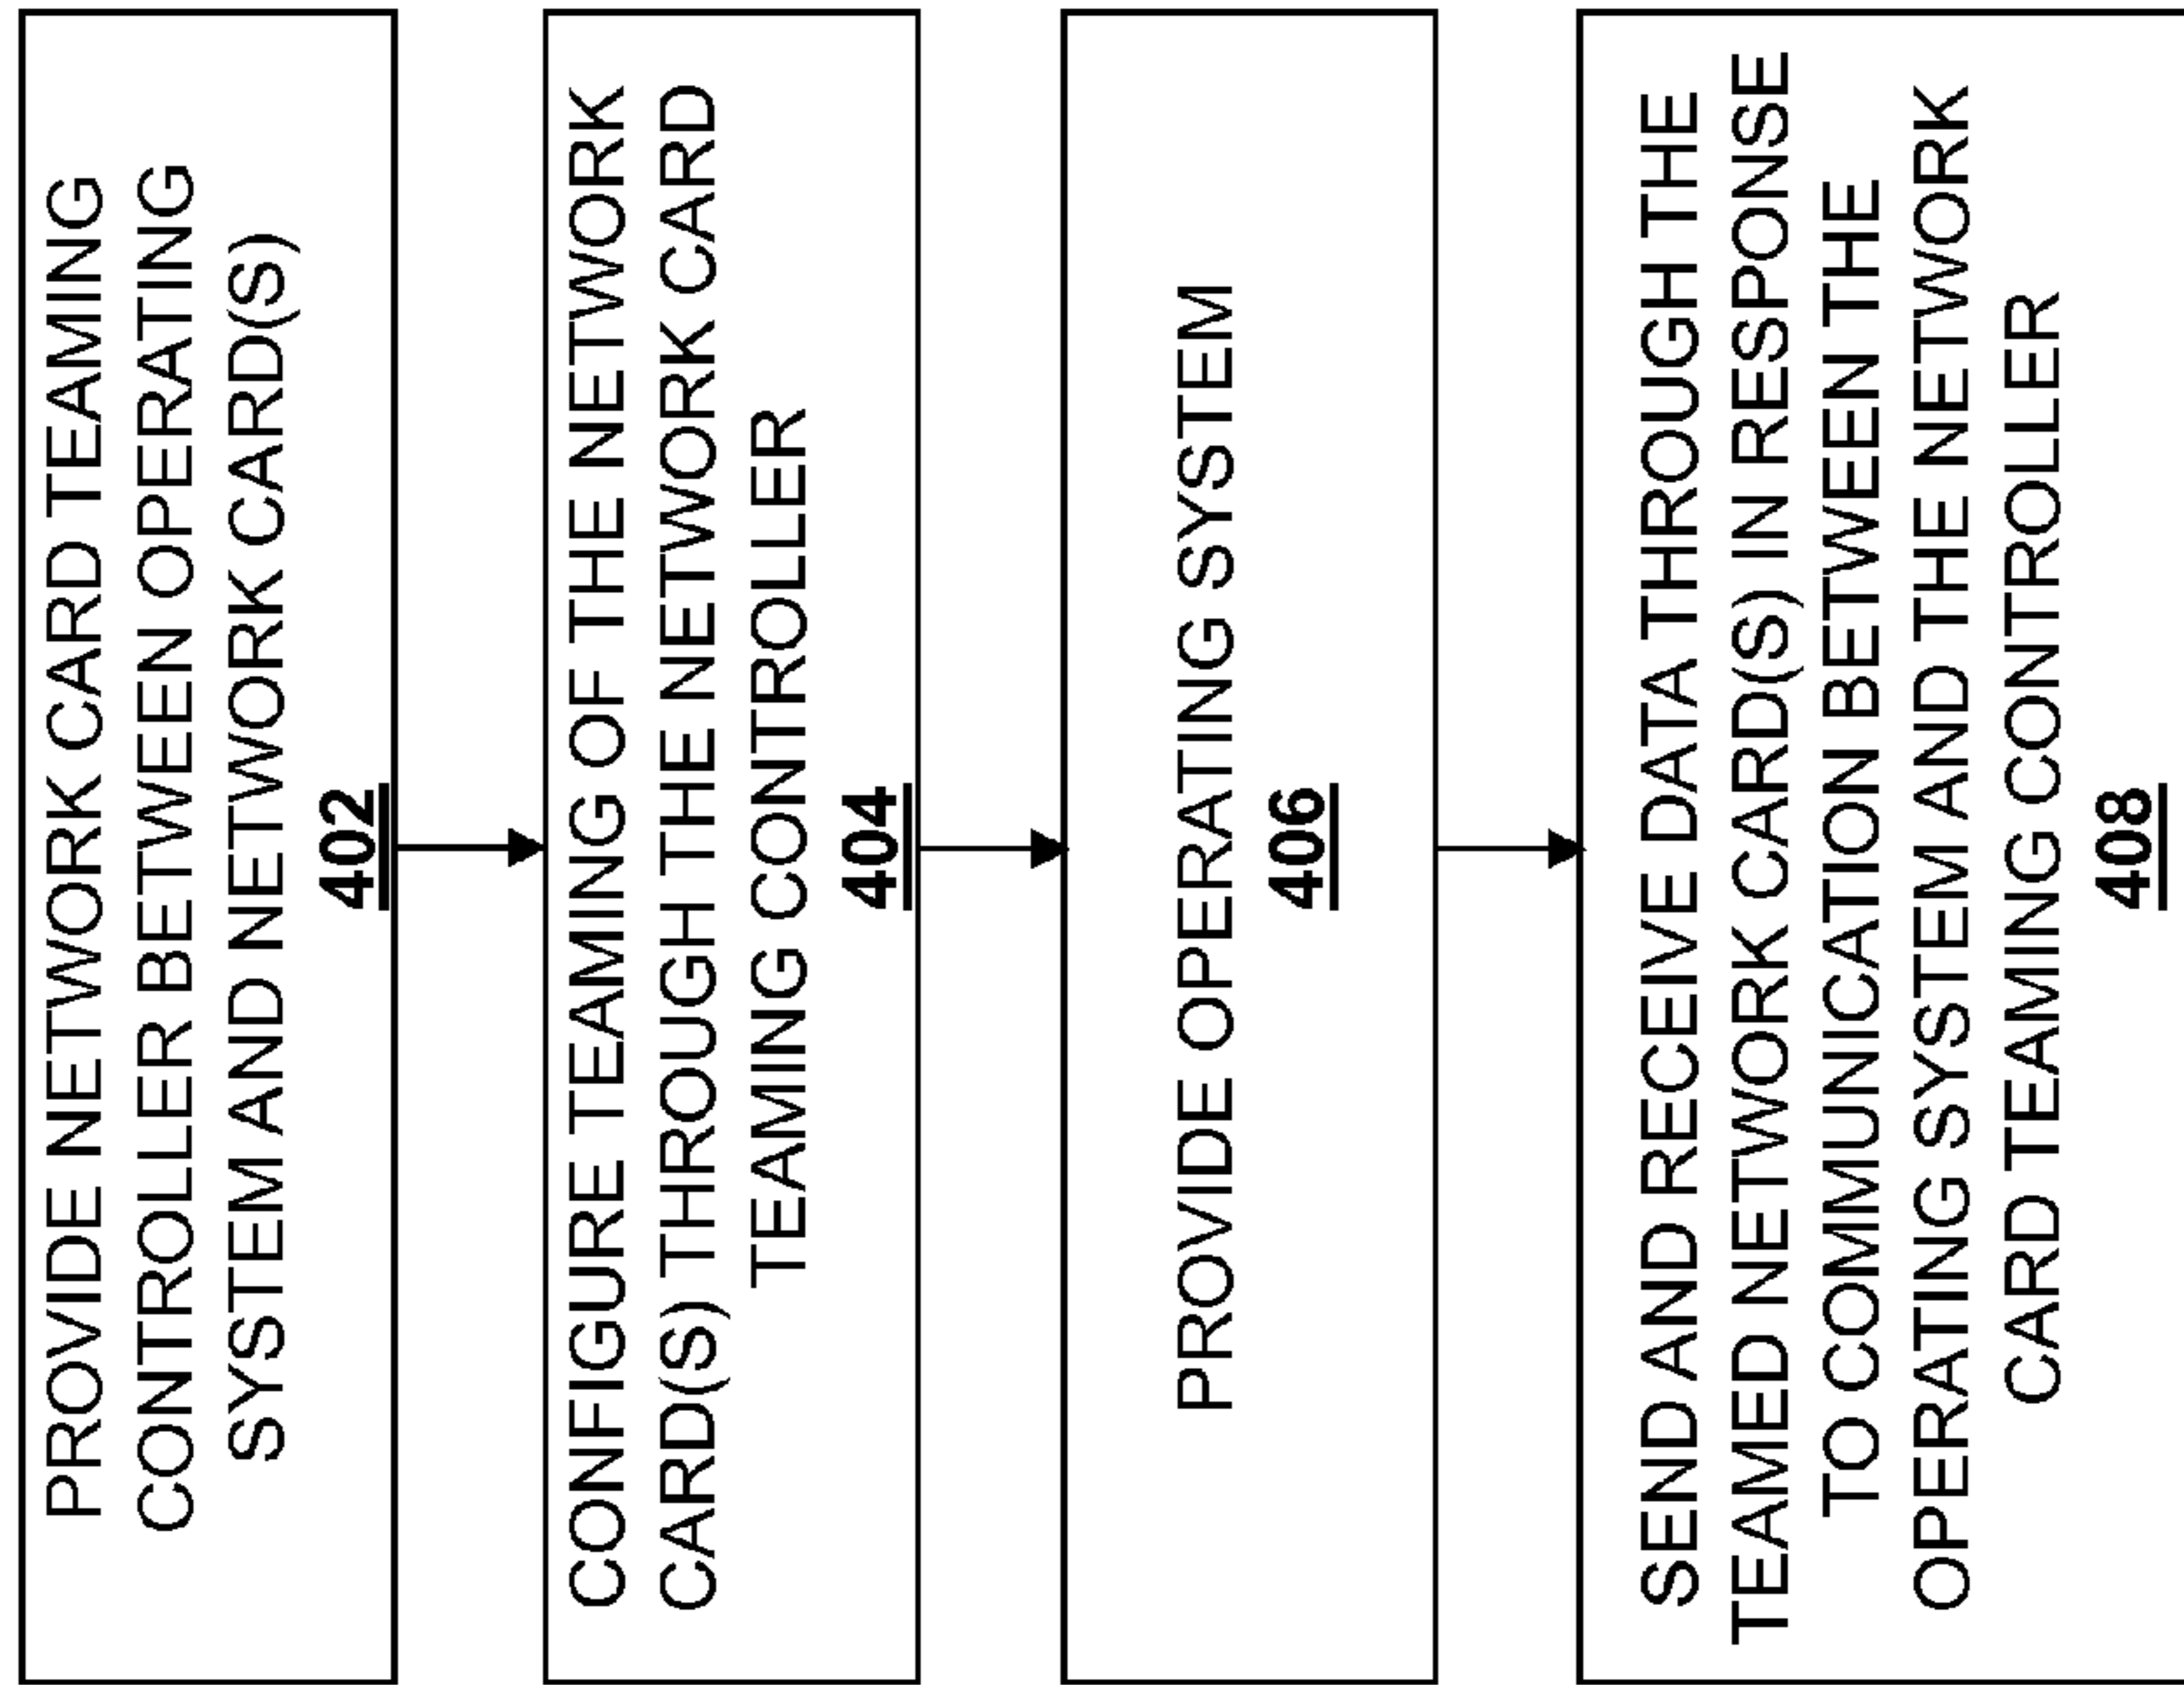 PROVIDE NETWORK CARD TEAMING
CONTROLLER BETWEEN OPERATING
SYSTEM AND NETWORK CARD(S)
402
CONFIGURE TEAMING OF THE NETWORK
CARD(S) THROUGH THE NETWORK CARD
TEAMING CONTROLLER
404
PROVIDE OPERATING SYSTEM
406
SEND AND RECEIVE DATA THROUGH THE
TEAMED NETWORK CARD(S) IN RESPONSE
TO COMMUNICATION BETWEEN THE
OPERATING SYSTEM AND THE NETWORK
CARD TEAMING CONTROLLER
408